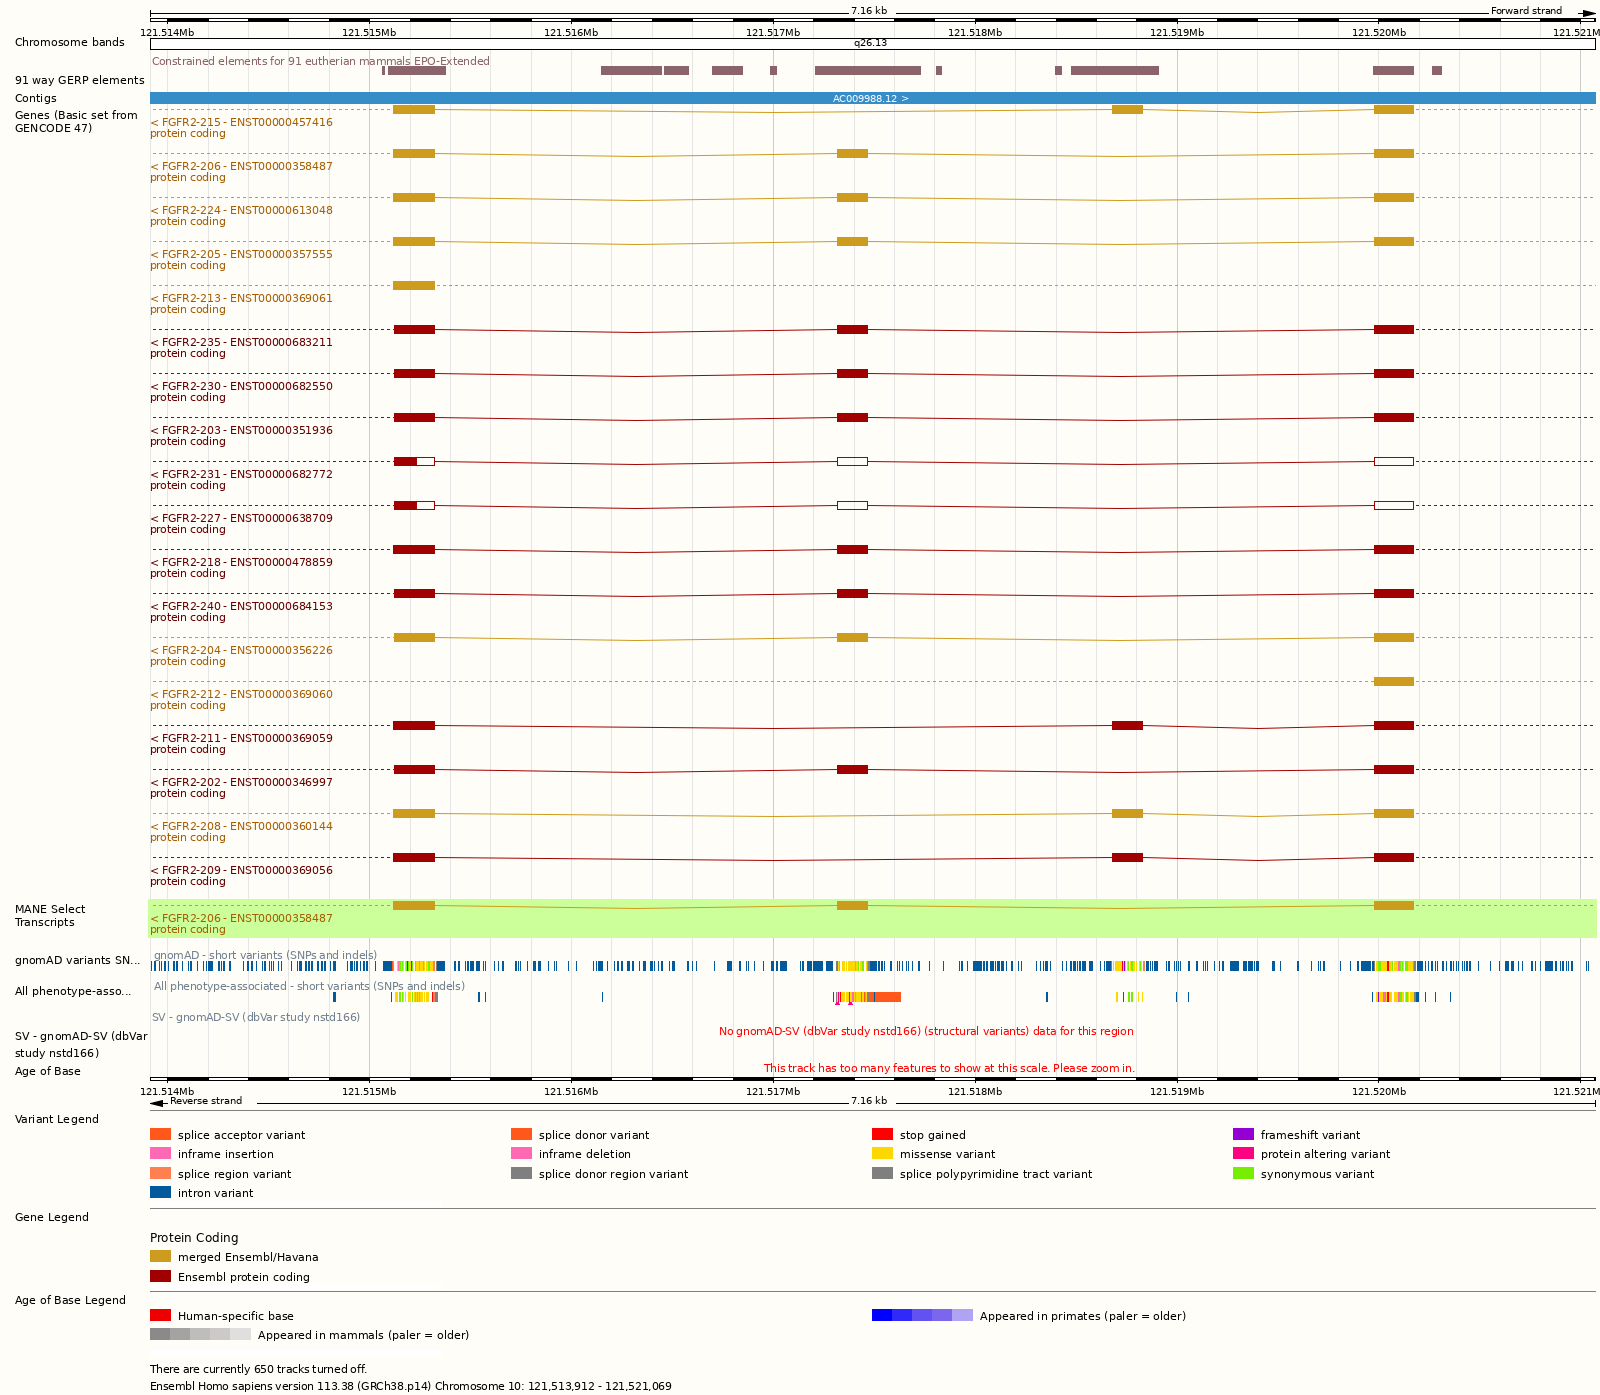 7.16 kb Forward strand
121.514Mb 121.515Mb 121.516Mb 121.517Mb 121.518Mb 121.519Mb 121.520Mb 121.521M
Chromosome bands q26.13
Constrained elements for 91 eutherian mammals EPO-Extended
91 way GERP elements
Contigs AC009988.12 >
Genes (Basic set from
GENCODE 47)
< FGFR2-215 - ENST00000457416
protein coding
< FGFR2-206 - ENST00000358487
protein coding
< FGFR2-224 - ENST00000613048
protein coding
< FGFR2-205 - ENST00000357555
protein coding
< FGFR2-213 - ENST00000369061
protein coding
< FGFR2-235 - ENST00000683211
protein coding
< FGFR2-230 - ENST00000682550
protein coding
< FGFR2-203 - ENST00000351936
protein coding
< FGFR2-231 - ENST00000682772
protein coding
< FGFR2-227 - ENST00000638709
protein coding
< FGFR2-218 - ENST00000478859
protein coding
< FGFR2-240 - ENST00000684153
protein coding
< FGFR2-204 - ENST00000356226
protein coding
< FGFR2-212 - ENST00000369060
protein coding
< FGFR2-211 - ENST00000369059
protein coding
< FGFR2-202 - ENST00000346997
protein coding
< FGFR2-208 - ENST00000360144
protein coding
< FGFR2-209 - ENST00000369056
protein coding
MANE Select
Transcripts
< FGFR2-206 - ENST00000358487
protein coding
gnomAD - short variants (SNPs and indels)
gnomAD variants SN...
All phenotype-associated - short variants (SNPs and indels)
All phenotype-asso...
SV - gnomAD-SV (dbVar study nstd166)
SV - gnomAD-SV (dbVar
study nstd166)
No gnomAD-SV (dbVar study nstd166) (structural variants) data for this region
Age of Base This track has too many features to show at this scale. Please zoom in.
121.514Mb 121.515Mb 121.516Mb 121.517Mb 121.518Mb 121.519Mb 121.520Mb 121.521M
Reverse strand 7.16 kb
Variant Legend
splice acceptor variant splice donor variant stop gained frameshift variant
inframe insertion inframe deletion missense variant protein altering variant
splice region variant splice donor region variant splice polypyrimidine tract variant synonymous variant
intron variant
Gene Legend
Protein Coding
merged Ensembl/Havana
Ensembl protein coding
Age of Base Legend
Human-specific base Appeared in primates (paler = older)
Appeared in mammals (paler = older)
There are currently 650 tracks turned off.
Ensembl Homo sapiens version 113.38 (GRCh38.p14) Chromosome 10: 121,513,912 - 121,521,069